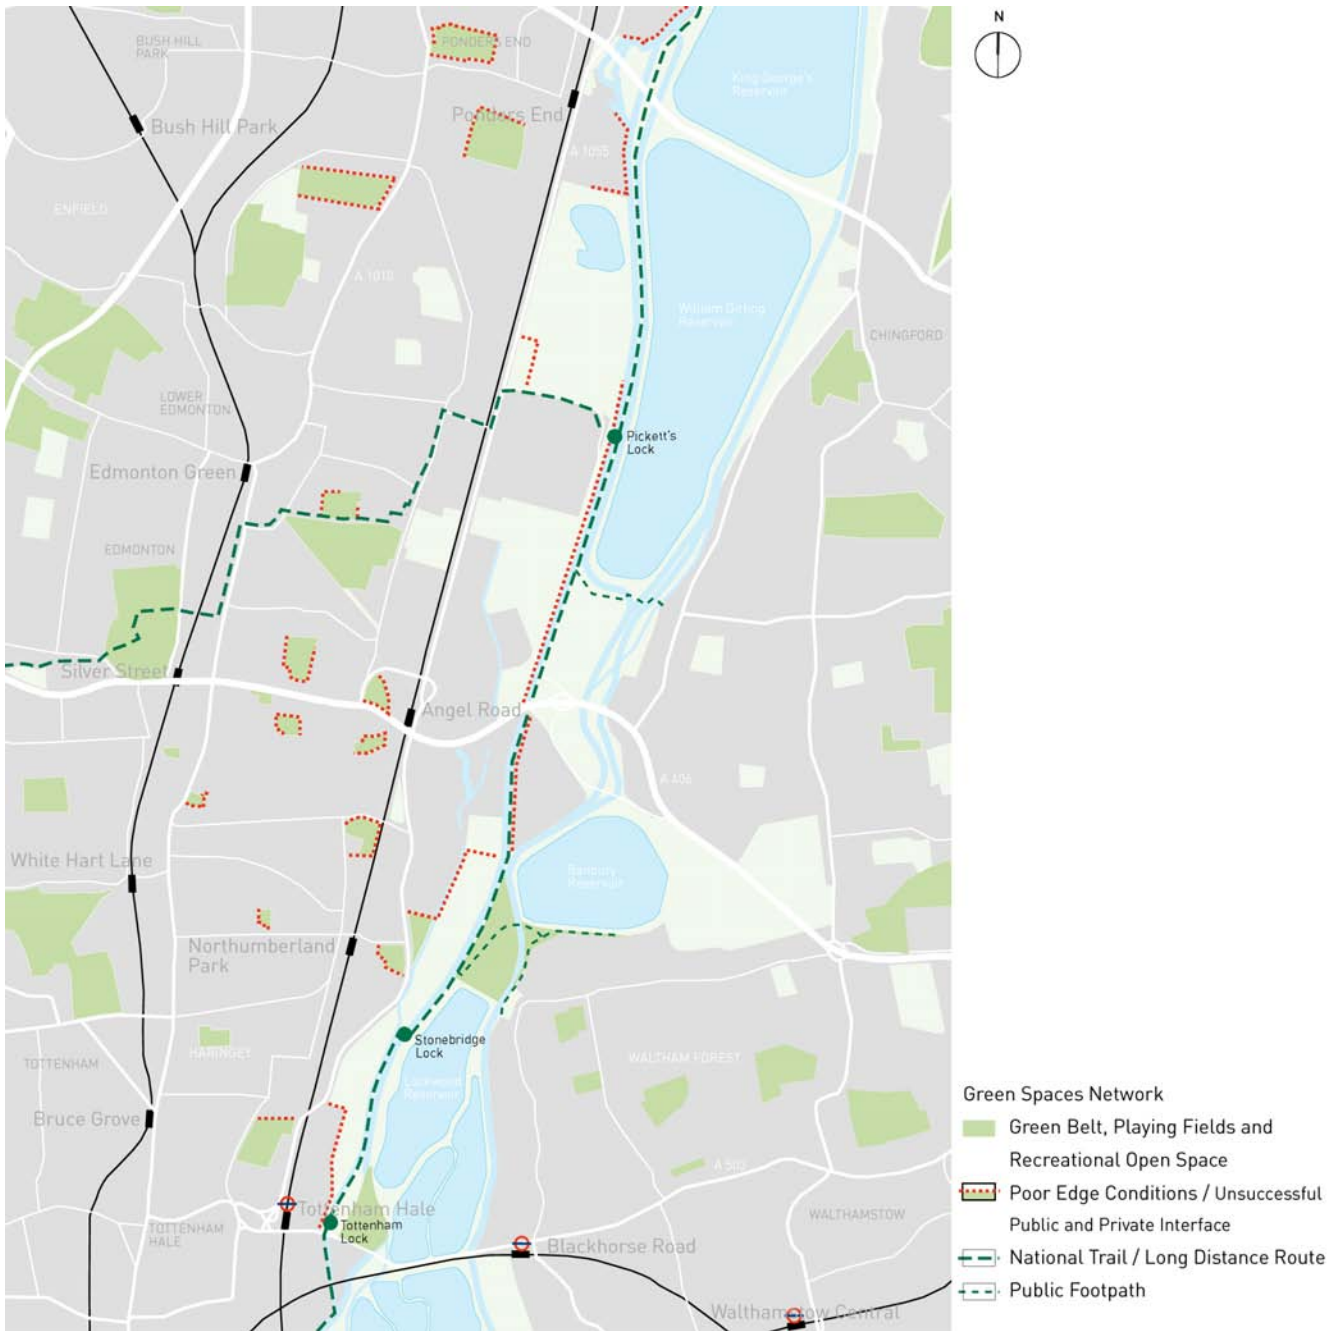 N
BUSH HILL
PARK
PONDERS END
King George's
Reservoir
Ponders End
Bush Hill Park
A 1055
ENFIELD
A 1010
William Girling
Reservoir
CHINGFORD
LOWER
EDMONTON
Pickett's
Lock
Edmonton Green
EDMONTON
Silver Street
Angel Road
A 406
White Hart Lane
Banbury
Reservoir
Northumberland
Park
Stonebridge
Lock
HARINGEY
TOTTENHAM
WALTHAM FOREST
Lockwood
Reservoir
Bruce Grove
A 503
Tottenham Hale
TOTTENHAM
HALE
Tottenham
Lock
WALTHAMSTOW
Blackhorse Road
Walthamstow Central
Green Spaces Network
Green Belt, Playing Fields and
Recreational Open Space
Poor Edge Conditions / Unsuccessful
Public and Private Interface
National Trail / Long Distance Route
Public Footpath